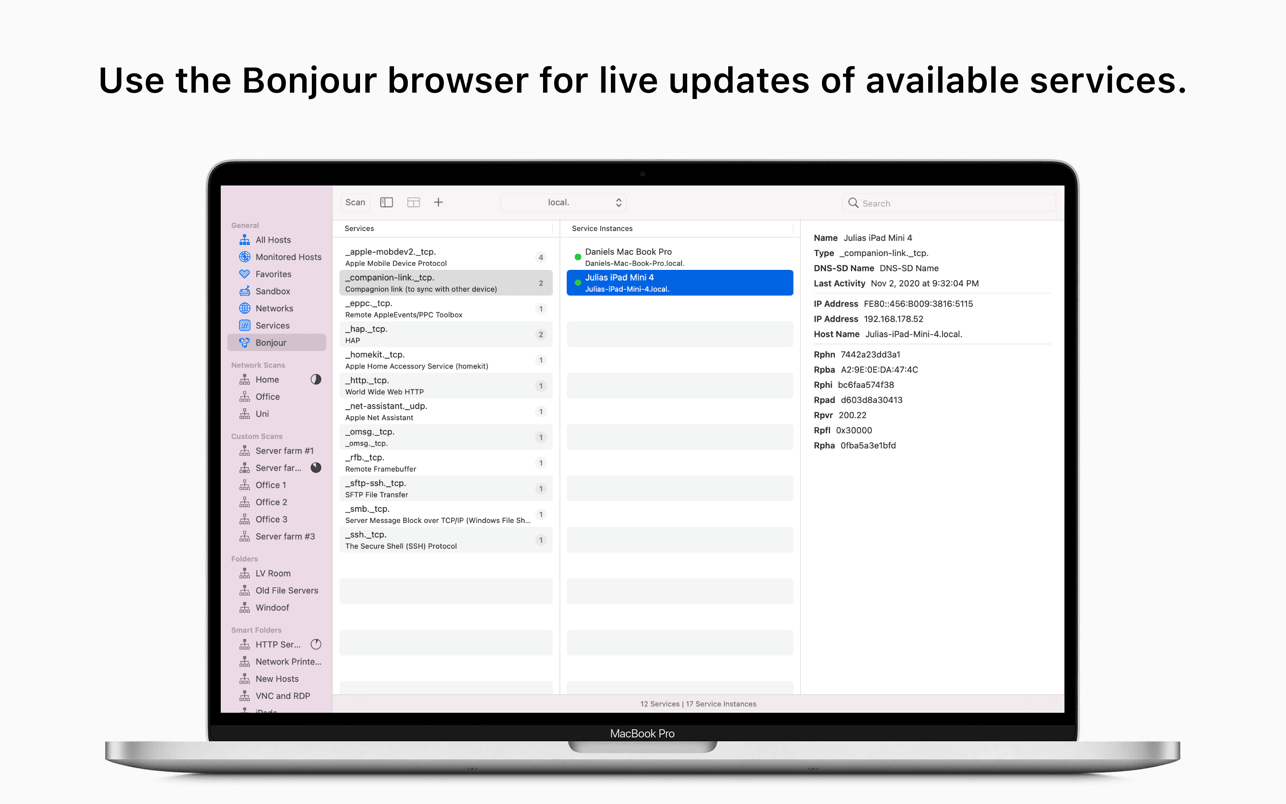 Use the Bonjour browser for live updates of available services.
Scan
local.
Search
General
All Hosts
Monitored Hosts
Favorites
Sandbox
Networks
Services
Bonjour
Network Scans
Home
Office
Uni
Custom Scans
Server farm #1
Server far...
Office 1
Office 2
Office 3
Server farm #3
Folders
LV Room
Old File Servers
Windoof
Smart Folders
HTTP Ser...
Network Printe...
New Hosts
VNC and RDP
Services
_apple-mobdev2._tcp.
Apple Mobile Device Protocol
4
_companion-link._tcp.
Compagnion link (to sync with other device)
2
_eppc._tcp.
Remote AppleEvents/PPC Toolbox
1
_hap._tcp.
HAP
2
_homekit._tcp.
Apple Home Accessory Service (homekit)
1
_http._tcp.
World Wide Web HTTP
1
_net-assistant._udp.
Apple Net Assistant
1
_omsg._tcp.
_omsg._tcp.
1
_rfb._tcp.
Remote Framebuffer
1
_sftp-ssh._tcp.
SFTP File Transfer
1
_smb._tcp.
Server Message Block over TCP/IP (Windows File Sh...
1
_ssh._tcp.
The Secure Shell (SSH) Protocol
1
Service Instances
Daniels Mac Book Pro
Daniels-Mac-Book-Pro.local.
Julias iPad Mini 4
Julias-iPad-Mini-4.local.
Name Julias iPad Mini 4
Type _companion-link._tcp.
DNS-SD Name DNS-SD Name
Last Activity Nov 2, 2020 at 9:32:04 PM
IP Address FE80::456:B009:3816:5115
IP Address 192.168.178.52
Host Name Julias-iPad-Mini-4.local.
Rphn 7442a23dd3a1
Rpba A2:9E:0E:DA:47:4C
Rphi bc6faa574f38
Rpad d603d8a30413
Rpvr 200.22
Rpfl 0x30000
Rpha 0fba5a3e1bfd
12 Services | 17 Service Instances
MacBook Pro